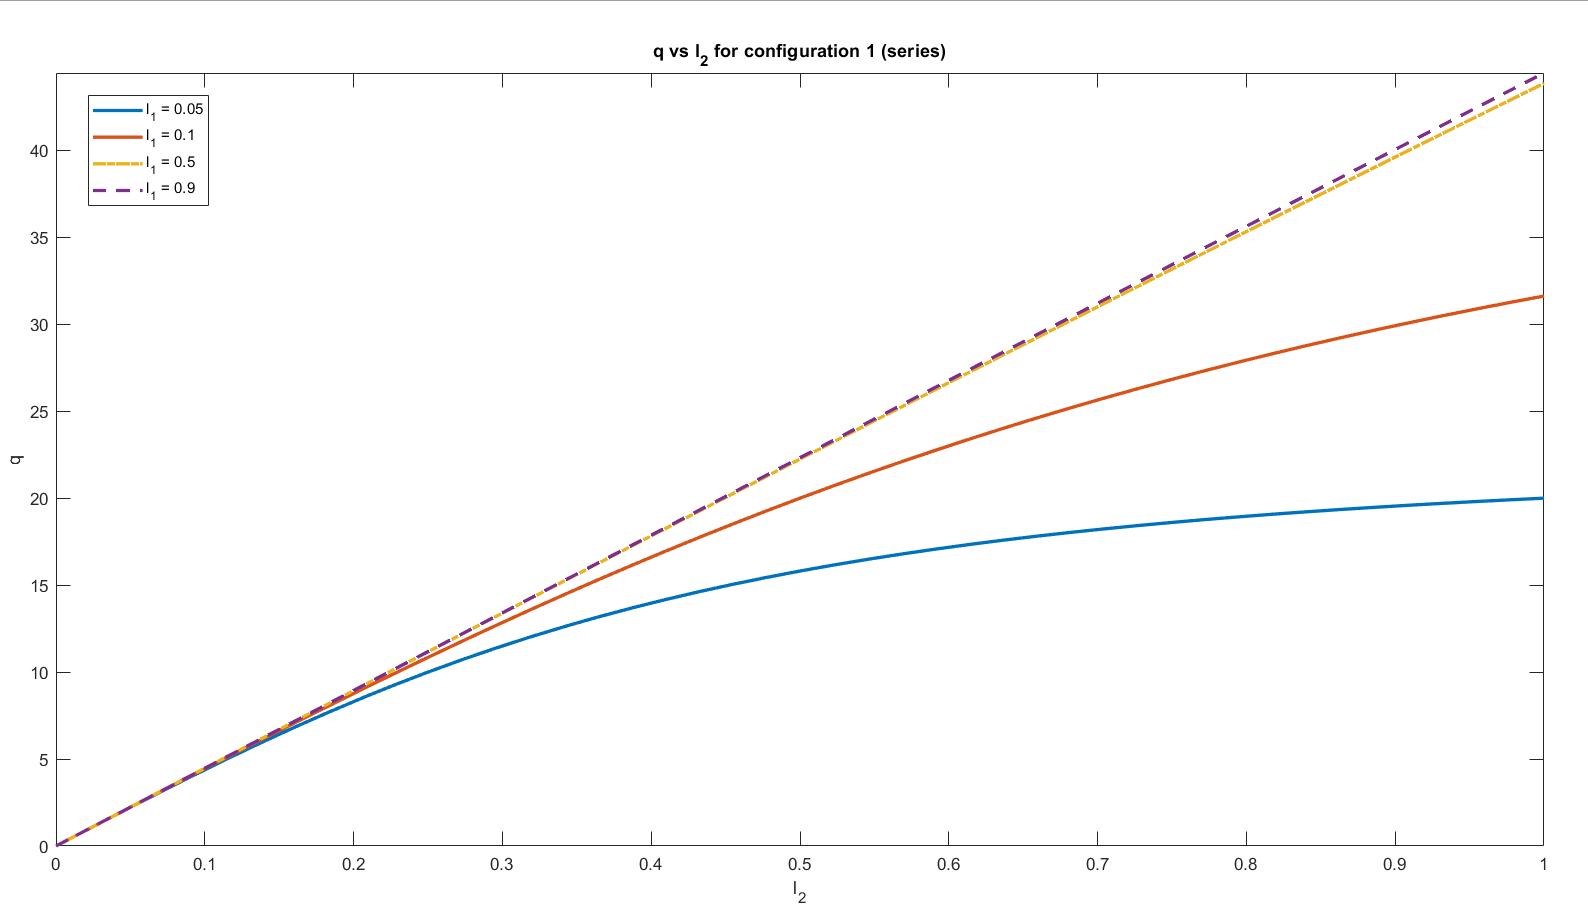 q vs l₂ for configuration 1 (series)
l₁ = 0.05
l₁ = 0.1
l₁ = 0.5
l₁ = 0.9
40
35
30
25
20
15
10
5
0
q
0 0.1 0.2 0.3 0.4 0.5 0.6 0.7 0.8 0.9 1
l₂